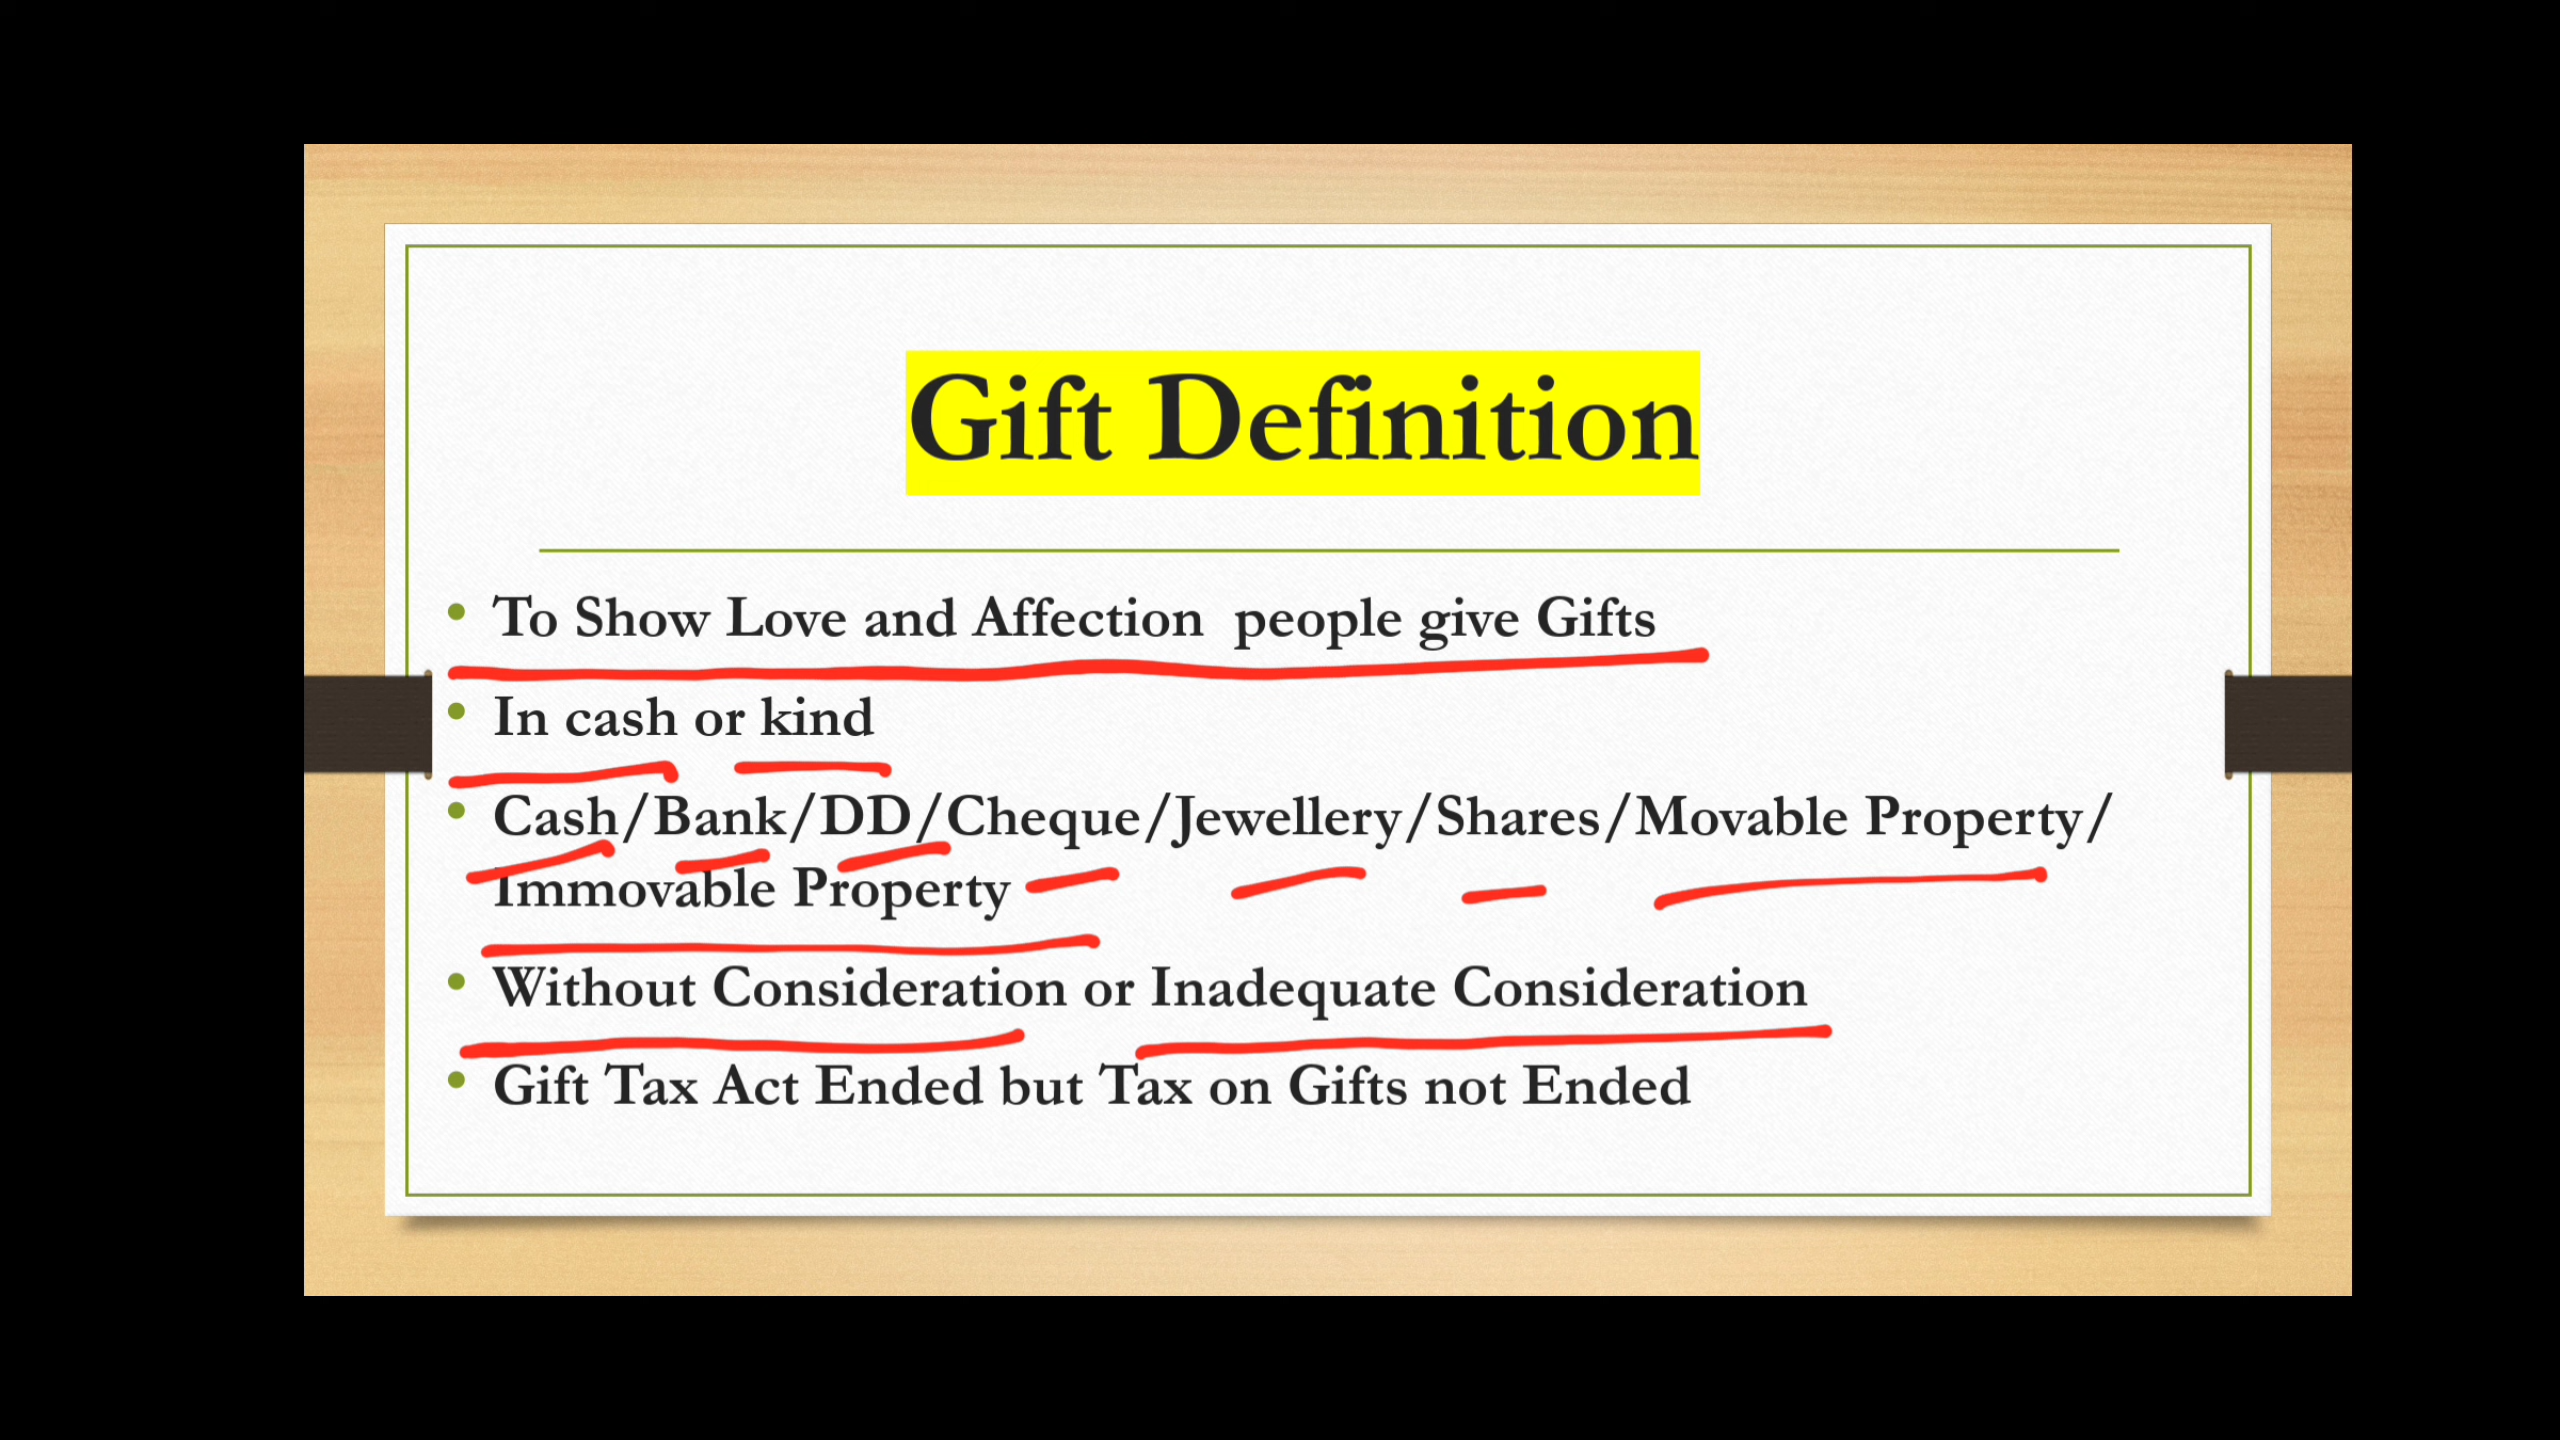 Gift Definition
• To Show Love and Affection people give Gifts
• In cash or kind
• Cash/Bank/DD/Cheque/Jewellery/Shares/Movable Property/
Immovable Property
• Without Consideration or Inadequate Consideration
• Gift Tax Act Ended but Tax on Gifts not Ended